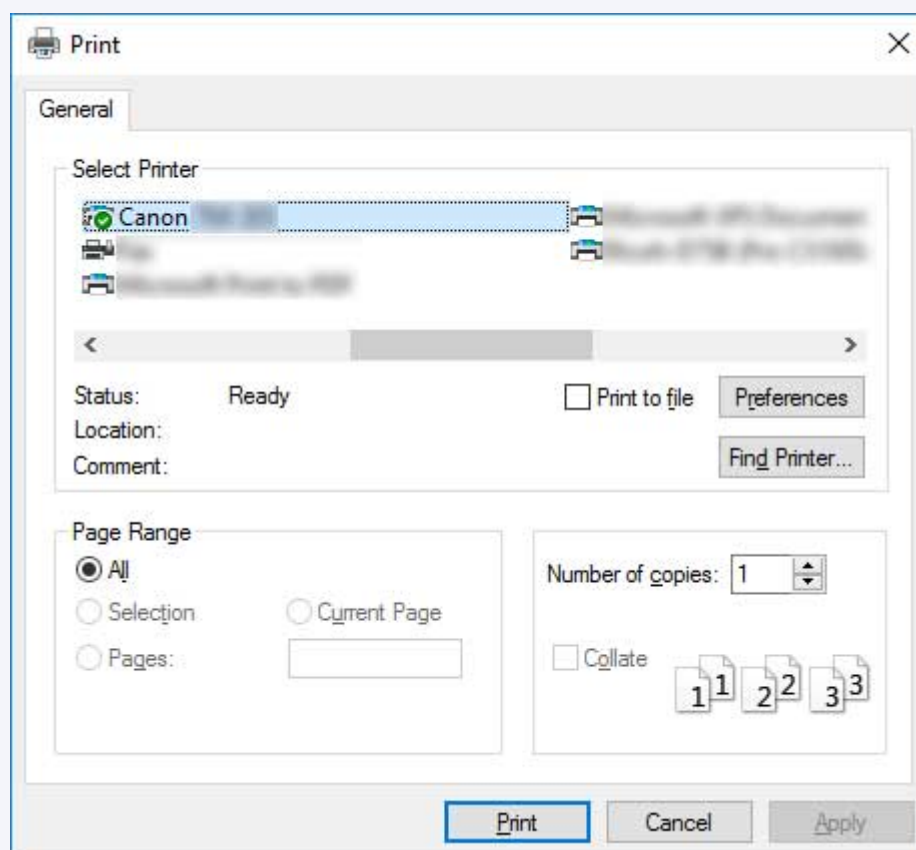 Print
General
Select Printer
Canon
Status: Ready
Print to file
Preferences
Location:
Comment:
Find Printer...
Page Range
All
Selection
Current Page
Pages:
Number of copies: 1
Collate
1 1 2 2 3 3
Print
Cancel
Apply